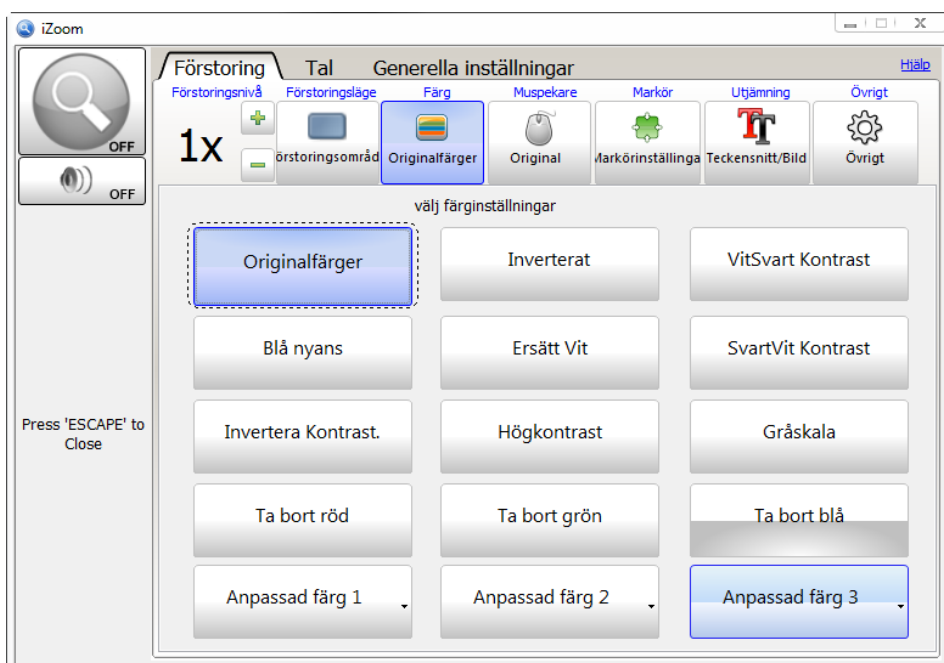 iZoom
OFF
OFF
Press 'ESCAPE' to
Close
Förstoring Tal Generella inställningar Hjälp
Förstoringsnivå Förstoringsläge Färg Muspekare Markör Utjämning Övrigt
1x
örstoringsområd Originalfärger Original Markörinställinga Teckensnitt/Bild Övrigt
välj färginställningar
Originalfärger Inverterat VitSvart Kontrast
Blå nyans Ersätt Vit SvartVit Kontrast
Invertera Kontrast. Högkontrast Gråskala
Ta bort röd Ta bort grön Ta bort blå
Anpassad färg 1 Anpassad färg 2 Anpassad färg 3